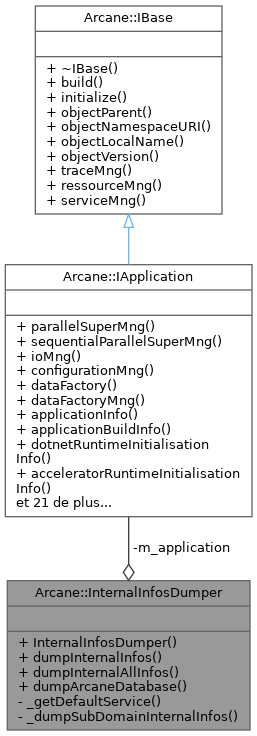 Arcane::IBase
+ ~IBase()
+ build()
+ initialize()
+ objectParent()
+ objectNamespaceURI()
+ objectLocalName()
+ objectVersion()
+ traceMng()
+ ressourceMng()
+ serviceMng()
Arcane::IApplication
+ parallelSuperMng()
+ sequentialParallelSuperMng()
+ ioMng()
+ configurationMng()
+ dataFactory()
+ dataFactoryMng()
+ applicationInfo()
+ applicationBuildInfo()
+ dotnetRuntimeInitialisation
Info()
+ acceleratorRuntimeInitialisation
Info()
et 21 de plus...
-m_application
Arcane::InternalInfosDumper
+ InternalInfosDumper()
+ dumpInternalInfos()
+ dumpInternalAllInfos()
+ dumpArcaneDatabase()
- _getDefaultService()
- _dumpSubDomainInternalInfos()